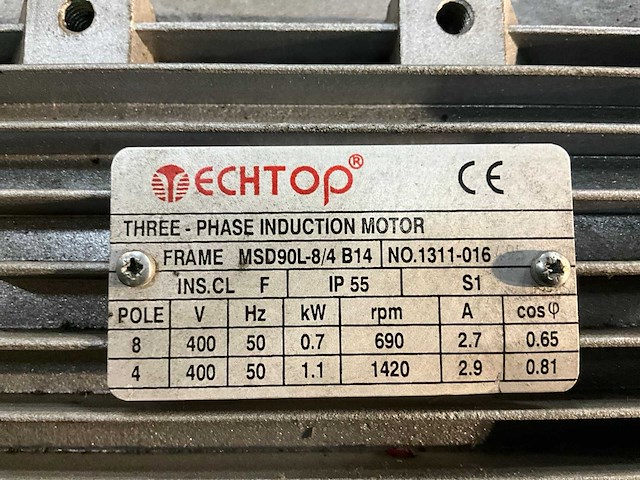 TECHTOP® CE
THREE - PHASE INDUCTION MOTOR
FRAME MSD90L-8/4 B14 NO.1311-016
INS.CL F IP 55 S1
POLE V Hz kW rpm A cosφ
8 400 50 0.7 690 2.7 0.65
4 400 50 1.1 1420 2.9 0.81